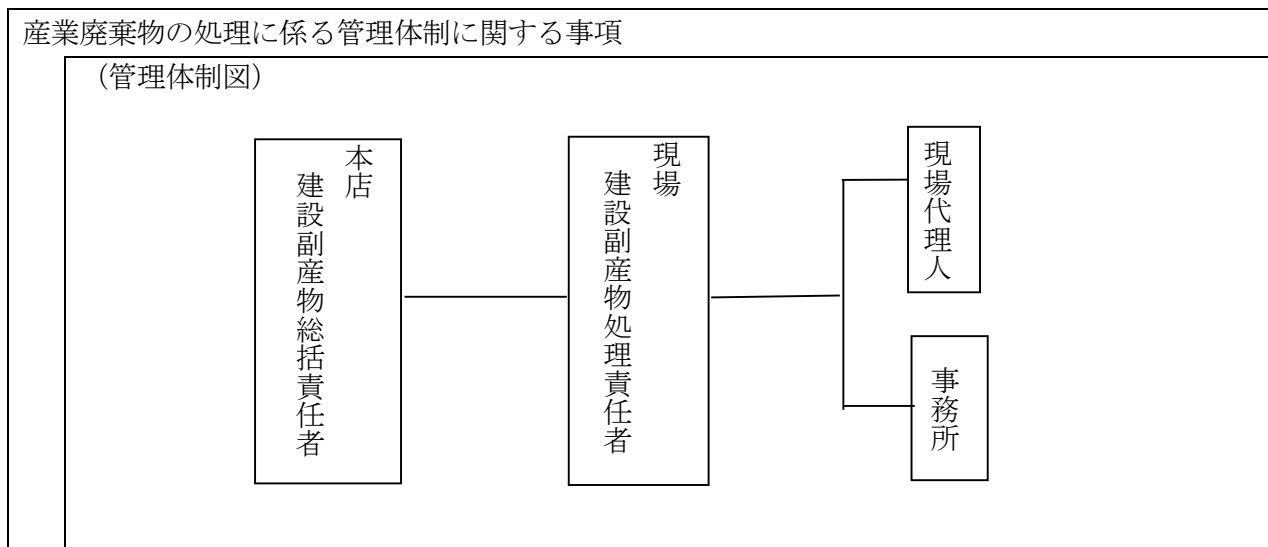 産業廃棄物の処理に係る管理体制に関する事項
(管理体制図)
本店
建設副産物総括責任者
現場
建設副産物処理責任者
現場代理人
事務所